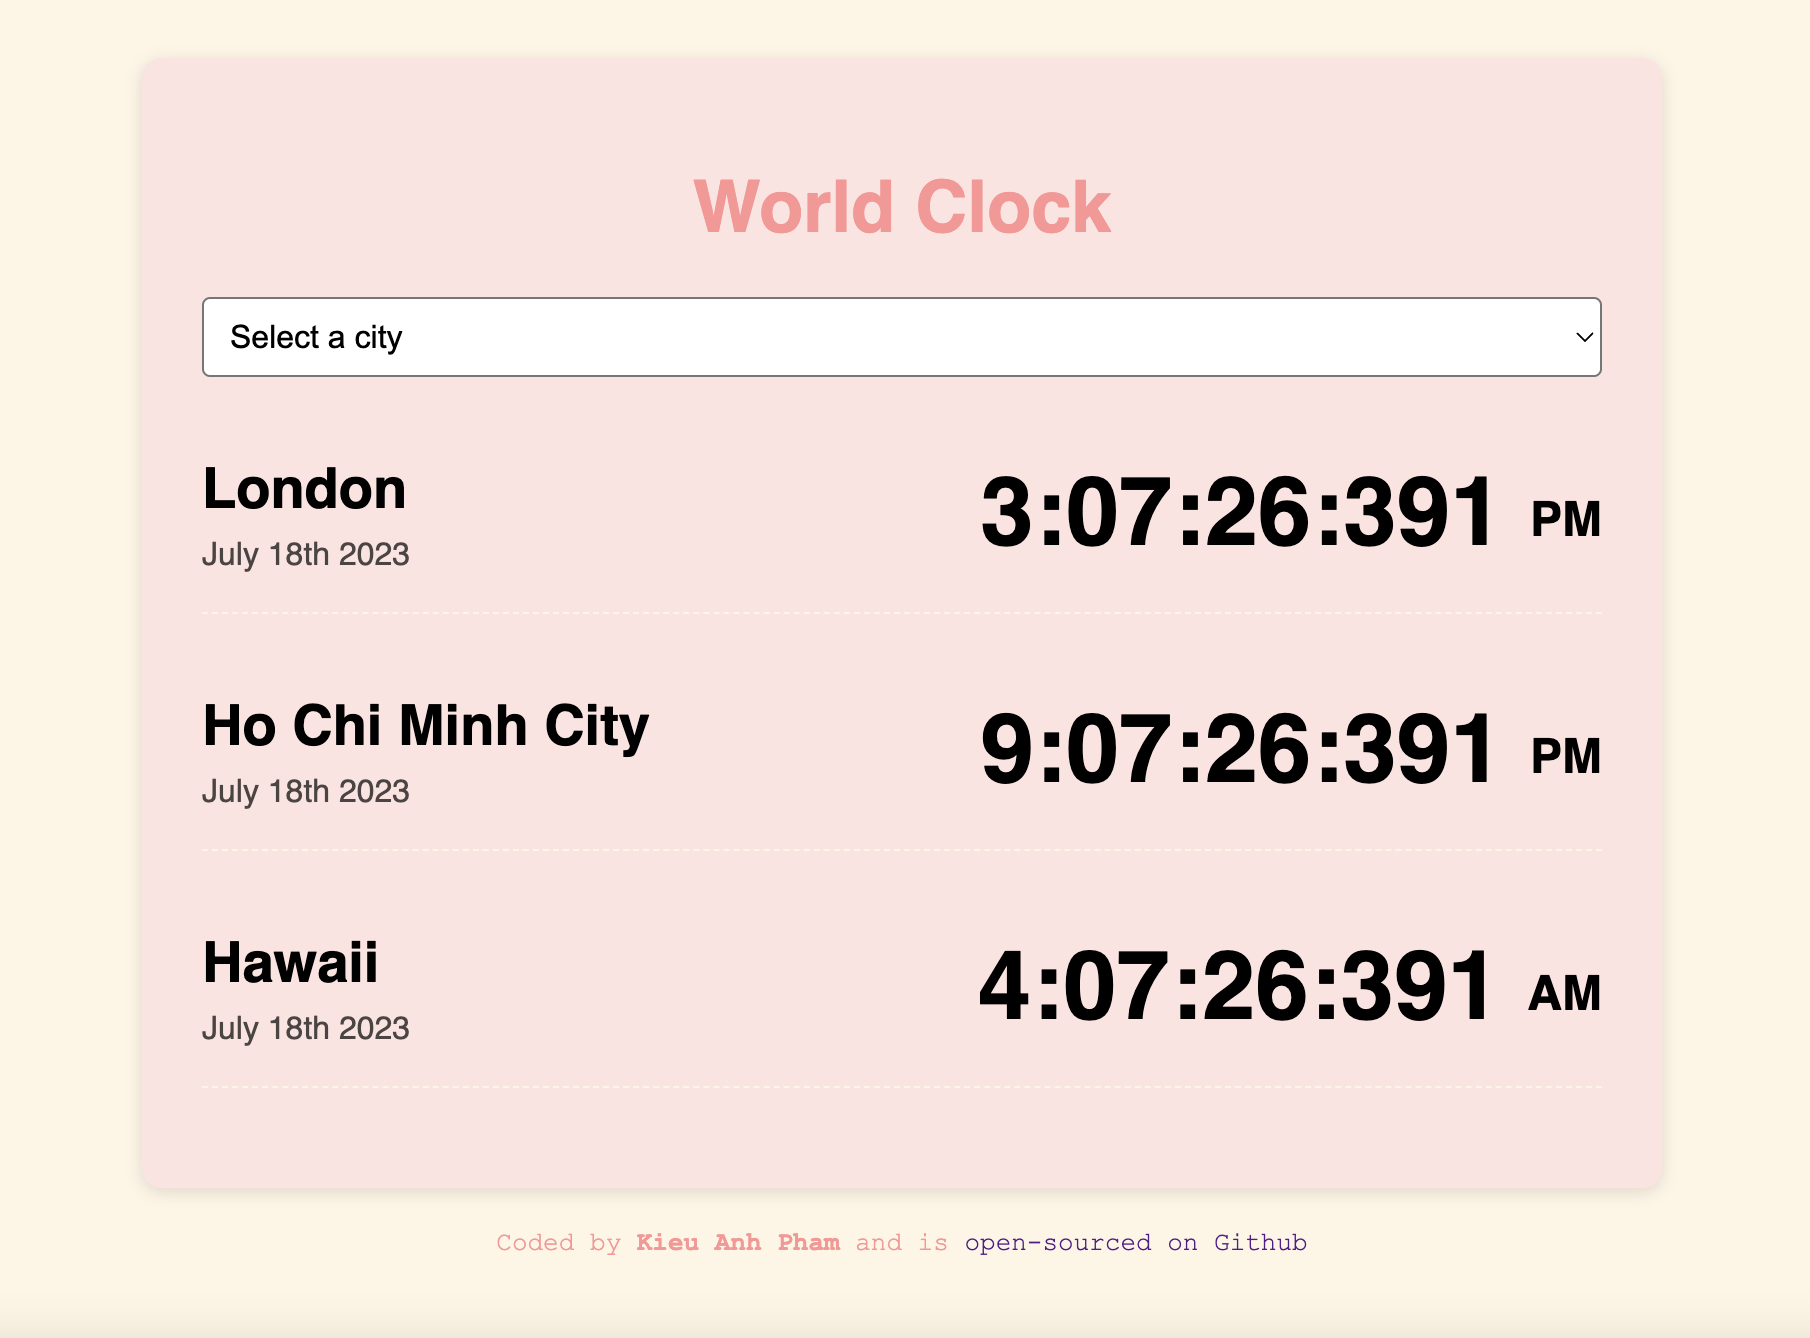 World Clock
Select a city
London
3:07:26:391 PM
July 18th 2023
Ho Chi Minh City
9:07:26:391 PM
July 18th 2023
Hawaii
4:07:26:391 AM
July 18th 2023
Coded by Kieu Anh Pham and is open-sourced on Github